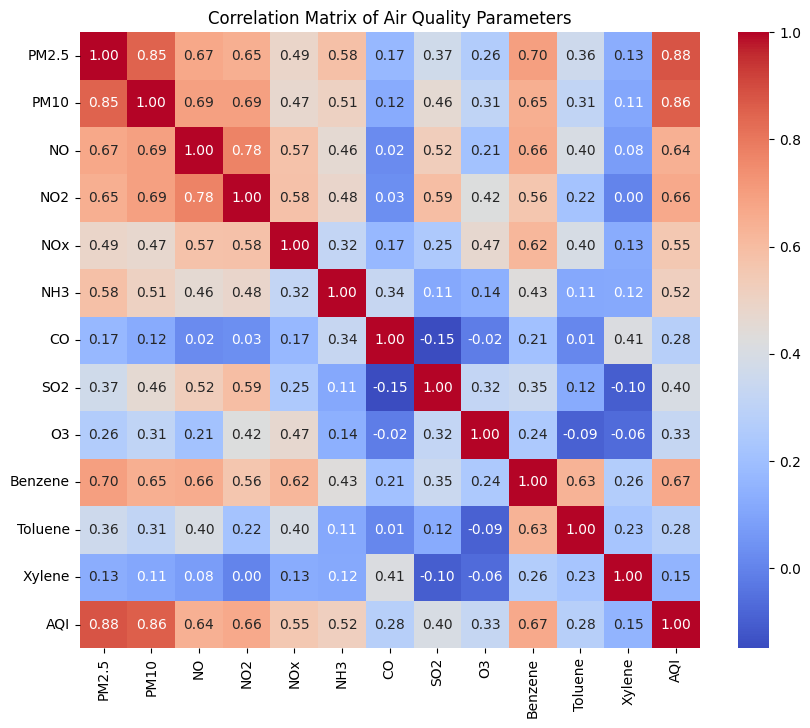 Correlation Matrix of Air Quality Parameters
PM2.5 1.00 0.85 0.67 0.65 0.49 0.58 0.17 0.37 0.26 0.70 0.36 0.13 0.88
PM10 0.85 1.00 0.69 0.69 0.47 0.51 0.12 0.46 0.31 0.65 0.31 0.11 0.86
NO 0.67 0.69 1.00 0.78 0.57 0.46 0.02 0.52 0.21 0.66 0.40 0.08 0.64
NO2 0.65 0.69 0.78 1.00 0.58 0.48 0.03 0.59 0.42 0.56 0.22 0.00 0.66
NOx 0.49 0.47 0.57 0.58 1.00 0.32 0.17 0.25 0.47 0.62 0.40 0.13 0.55
NH3 0.58 0.51 0.46 0.48 0.32 1.00 0.34 0.11 0.14 0.43 0.11 0.12 0.52
CO 0.17 0.12 0.02 0.03 0.17 0.34 1.00 -0.15 -0.02 0.21 0.01 0.41 0.28
SO2 0.37 0.46 0.52 0.59 0.25 0.11 -0.15 1.00 0.32 0.35 0.12 -0.10 0.40
O3 0.26 0.31 0.21 0.42 0.47 0.14 -0.02 0.32 1.00 0.24 -0.09 -0.06 0.33
Benzene 0.70 0.65 0.66 0.56 0.62 0.43 0.21 0.35 0.24 1.00 0.63 0.26 0.67
Toluene 0.36 0.31 0.40 0.22 0.40 0.11 0.01 0.12 -0.09 0.63 1.00 0.23 0.28
Xylene 0.13 0.11 0.08 0.00 0.13 0.12 0.41 -0.10 -0.06 0.26 0.23 1.00 0.15
AQI 0.88 0.86 0.64 0.66 0.55 0.52 0.28 0.40 0.33 0.67 0.28 0.15 1.00
PM2.5 PM10 NO NO2 NOx NH3 CO SO2 O3 Benzene Toluene Xylene AQI
1.0
0.8
0.6
0.4
0.2
0.0